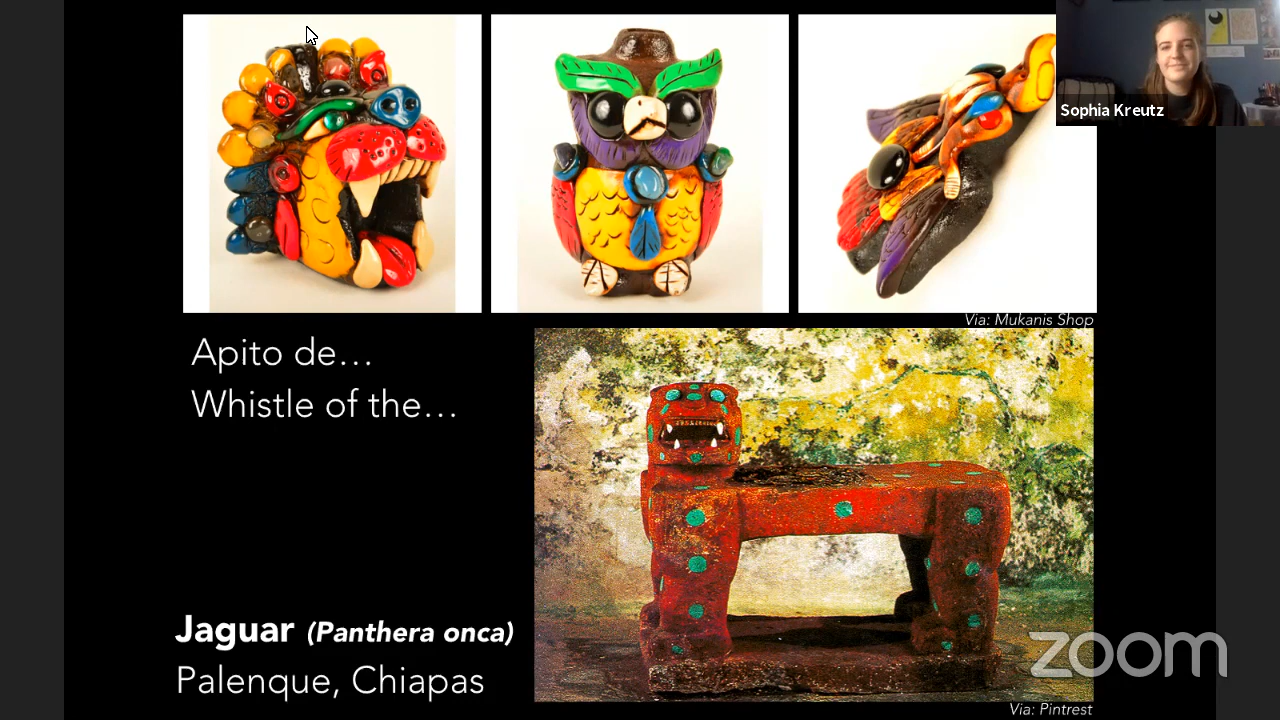 Sophia Kreutz
Via: Mukanis Shop
Apito de…
Whistle of the…
Jaguar (Panthera onca)
Palenque, Chiapas
zoom
Via: Pintrest